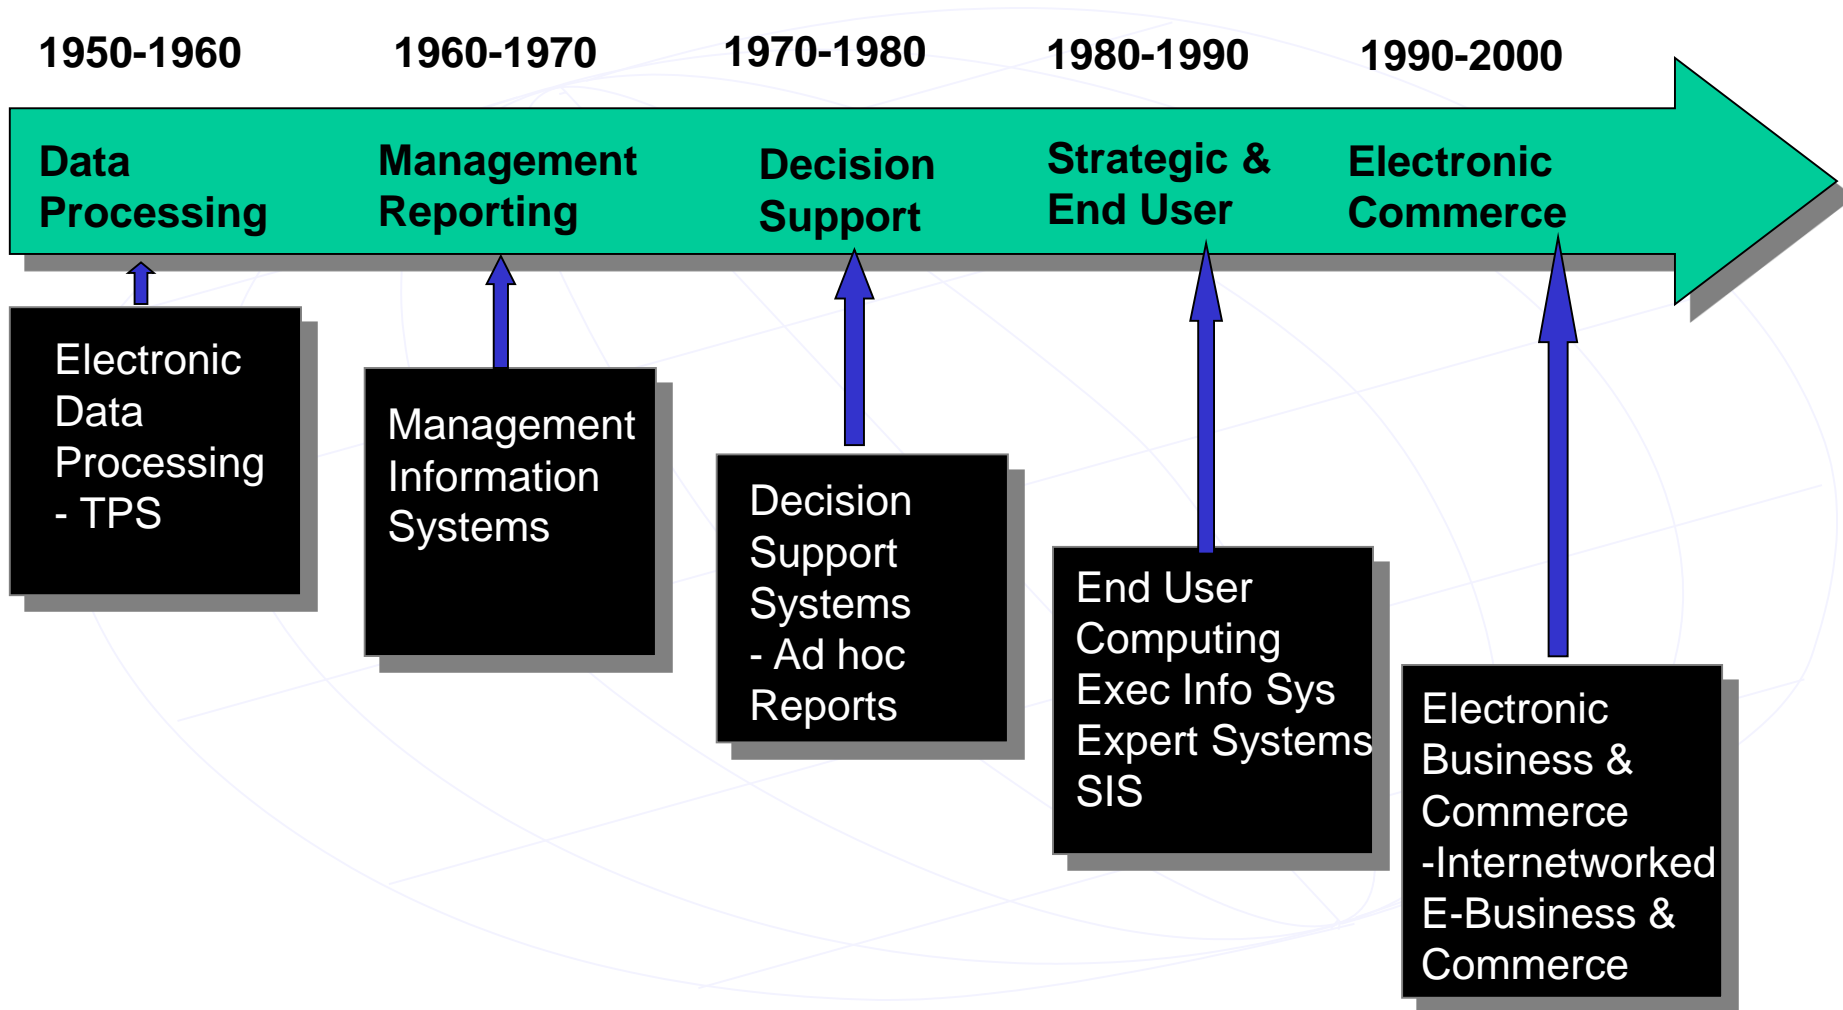 1950-1960
1960-1970
1970-1980
1980-1990
1990-2000
Data
Processing
Management
Reporting
Decision
Support
Strategic &
End User
Electronic
Commerce
Electronic
Data
Processing
- TPS
Management
Information
Systems
Decision
Support
Systems
- Ad hoc
Reports
End User
Computing
Exec Info Sys
Expert Systems
SIS
Electronic
Business &
Commerce
-Internetworked
E-Business &
Commerce